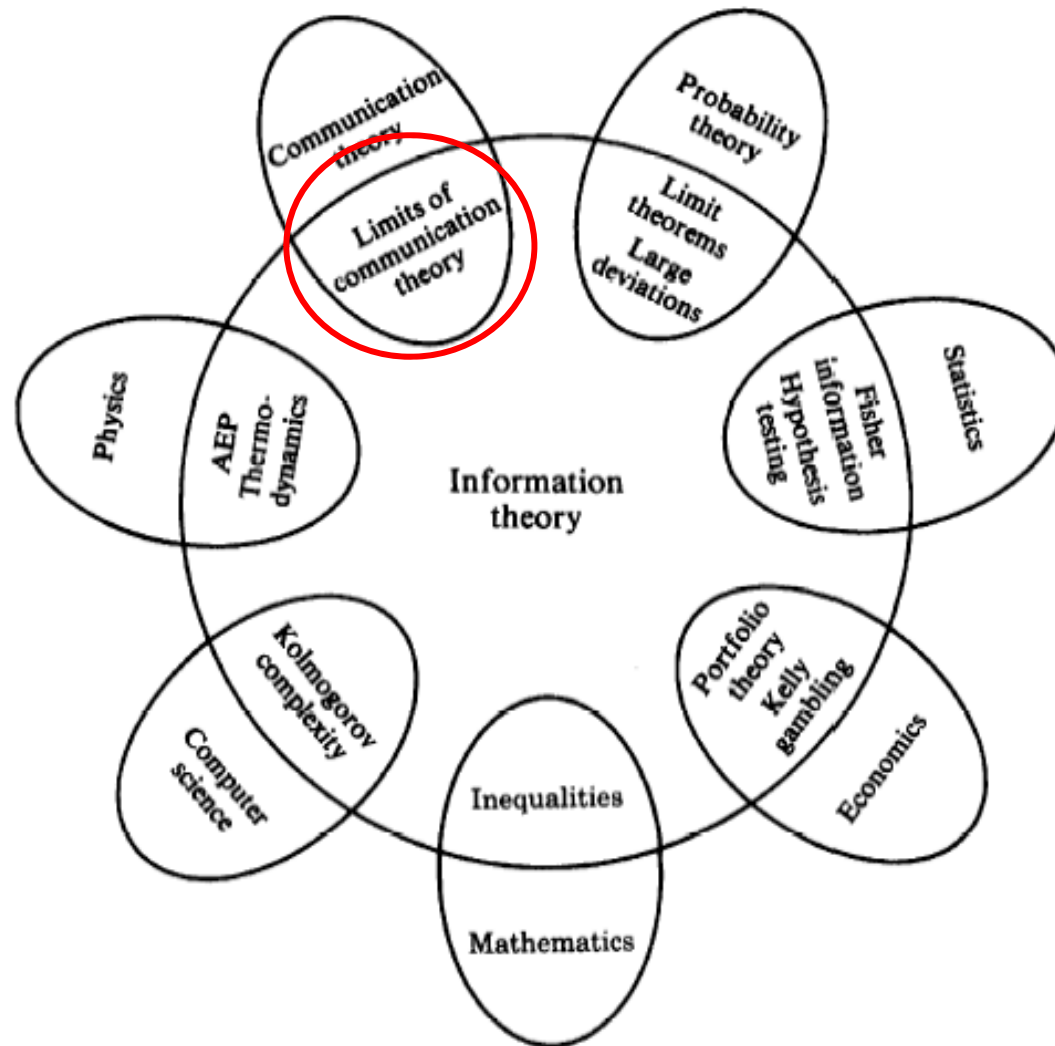 Communication
theory
Limits of
communication
theory
Probability
theory
Limit
theorems
Large
deviations
Statistics
Fisher
information
Hypothesis
testing
Physics
AEP
Thermo-
dynamics
Information
theory
Portfolio
theory
Kelly
gambling
Economics
Kolmogorov
complexity
Computer
science
Inequalities
Mathematics